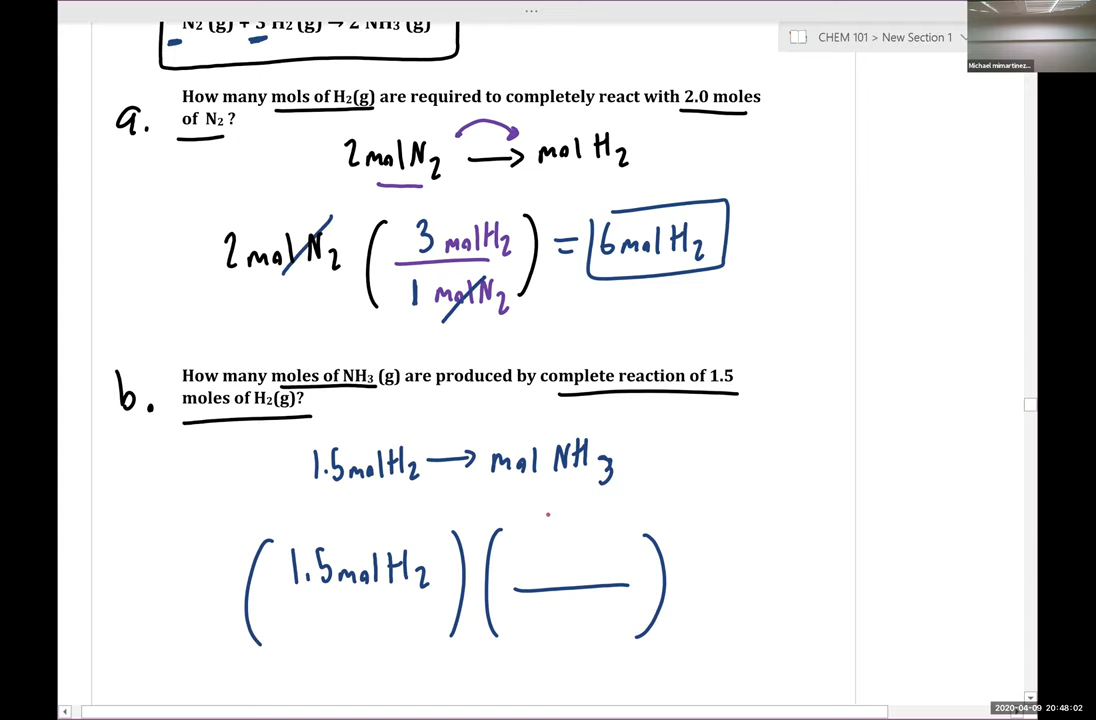 ...
N₂ (g) + 3 H₂ (g) → 2 NH₃ (g)
CHEM 101 > New Section 1
Michael mimartinez...
a.
How many mols of H₂(g) are required to completely react with 2.0 moles
of N₂ ?
2 mol N₂ → mol H₂
2 mol N₂ ( 3 mol H₂ / 1 mol N₂ ) = 6 mol H₂
b.
How many moles of NH₃ (g) are produced by complete reaction of 1.5
moles of H₂(g)?
1.5 mol H₂ → mol NH₃
( 1.5 mol H₂ ) ( — )
2020-04-09 20:48:02